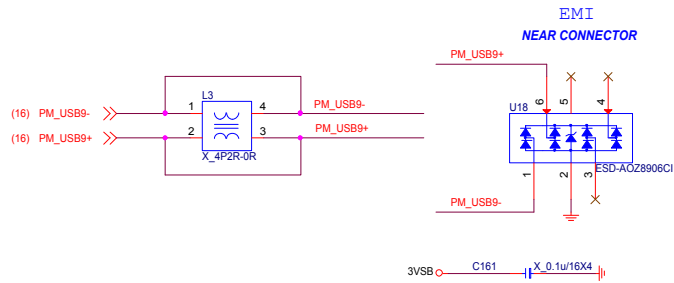 EMI
NEAR CONNECTOR
PM_USB9+
L3
U18
6
5
4
(16) PM_USB9-
1
4
PM_USB9-
(16) PM_USB9+
2
3
PM_USB9+
X_4P2R-0R
ESD-AOZ8906CI
1
2
3
PM_USB9-
3VSB
C161
X_0.1u/16X4